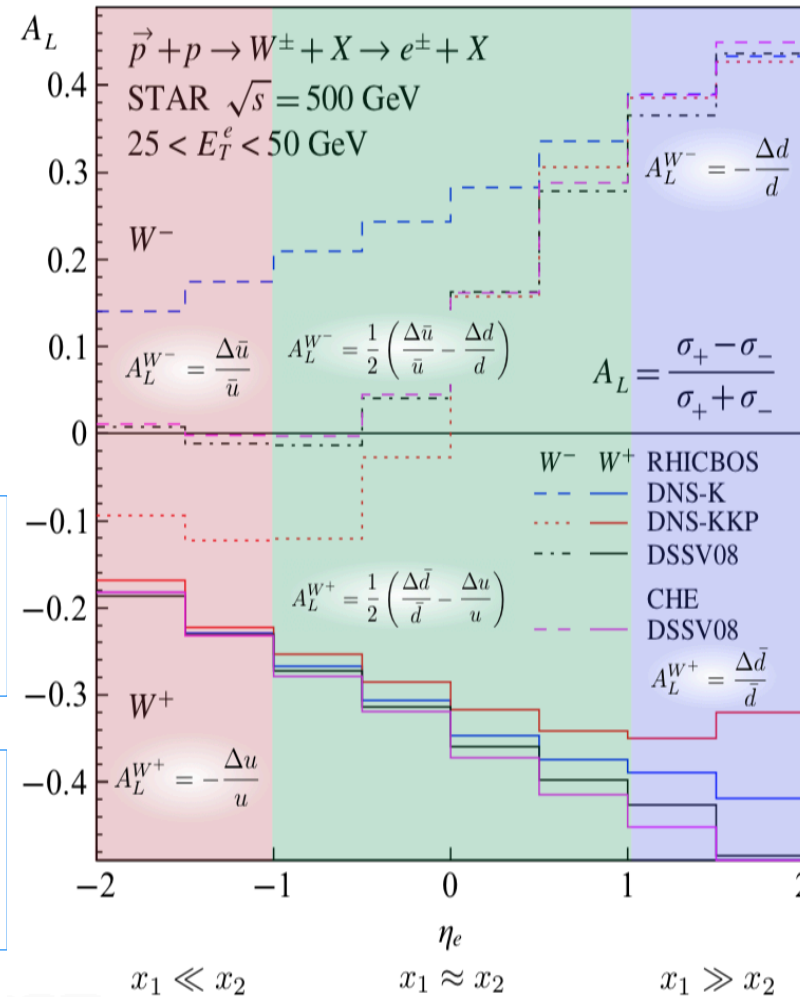 A_L
p⃗ + p → W^± + X → e^± + X
STAR √s = 500 GeV
25 < E_T^e < 50 GeV
0.4
A_L^{W^-} = −Δd/d
0.3
W^-
0.2
A_L^{W^-} = Δū/ū
A_L^{W^-} = 1/2 (Δū/ū − Δd/d)
0.1
A_L = (σ_+ − σ_-)/(σ_+ + σ_-)
0
W^- W^+ RHICBOS
DNS-K
−0.1
DNS-KKP
DSSV08
A_L^{W^+} = 1/2 (Δd̄/d̄ − Δu/u)
CHE
−0.2
DSSV08
A_L^{W^+} = Δd̄/d̄
−0.3
W^+
A_L^{W^+} = −Δu/u
−0.4
−2 −1 0 1 2
η_e
x_1 ≪ x_2 x_1 ≈ x_2 x_1 ≫ x_2